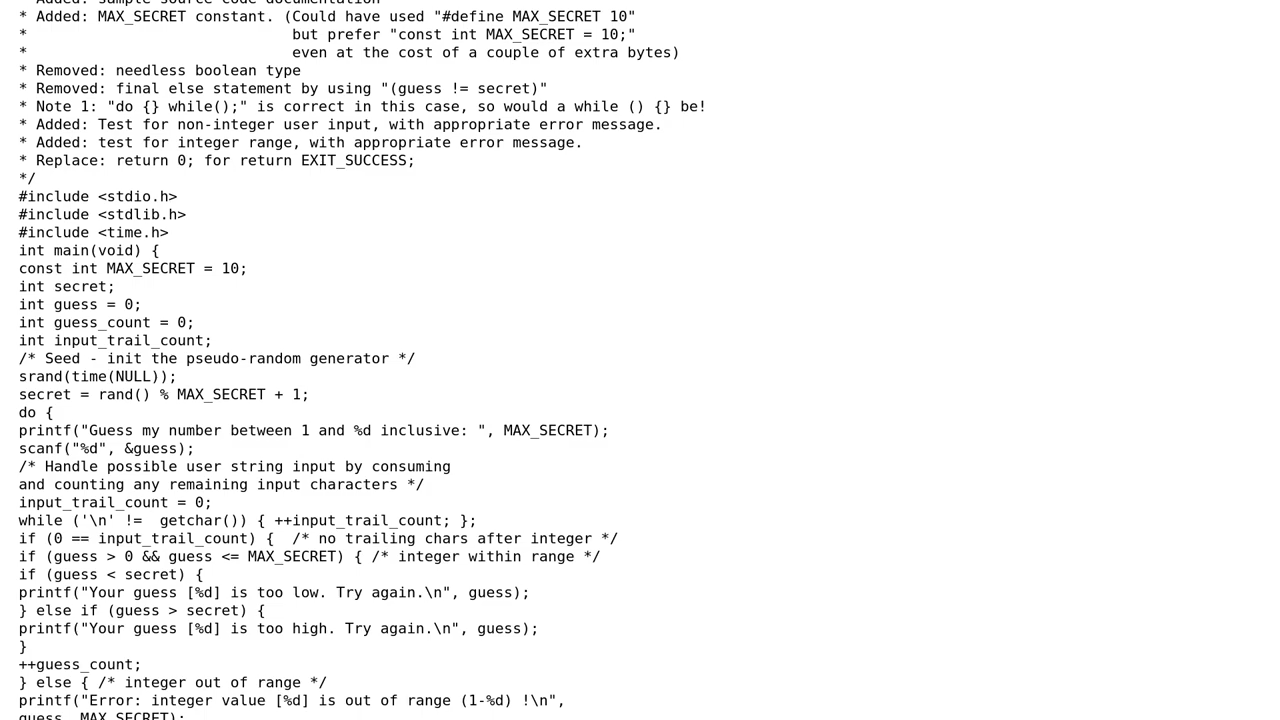 * Added: sample source code documentation
* Added: MAX_SECRET constant. (Could have used "#define MAX_SECRET 10"
*                              but prefer "const int MAX_SECRET = 10;"
*                              even at the cost of a couple of extra bytes)
* Removed: needless boolean type
* Removed: final else statement by using "(guess != secret)"
* Note 1: "do {} while();" is correct in this case, so would a while () {} be!
* Added: Test for non-integer user input, with appropriate error message.
* Added: test for integer range, with appropriate error message.
* Replace: return 0; for return EXIT_SUCCESS;
*/
#include <stdio.h>
#include <stdlib.h>
#include <time.h>
int main(void) {
const int MAX_SECRET = 10;
int secret;
int guess = 0;
int guess_count = 0;
int input_trail_count;
/* Seed - init the pseudo-random generator */
srand(time(NULL));
secret = rand() % MAX_SECRET + 1;
do {
printf("Guess my number between 1 and %d inclusive: ", MAX_SECRET);
scanf("%d", &guess);
/* Handle possible user string input by consuming
and counting any remaining input characters */
input_trail_count = 0;
while ('\n' !=  getchar()) { ++input_trail_count; };
if (0 == input_trail_count) {  /* no trailing chars after integer */
if (guess > 0 && guess <= MAX_SECRET) { /* integer within range */
if (guess < secret) {
printf("Your guess [%d] is too low. Try again.\n", guess);
} else if (guess > secret) {
printf("Your guess [%d] is too high. Try again.\n", guess);
}
++guess_count;
} else { /* integer out of range */
printf("Error: integer value [%d] is out of range (1-%d) !\n",
guess, MAX_SECRET);